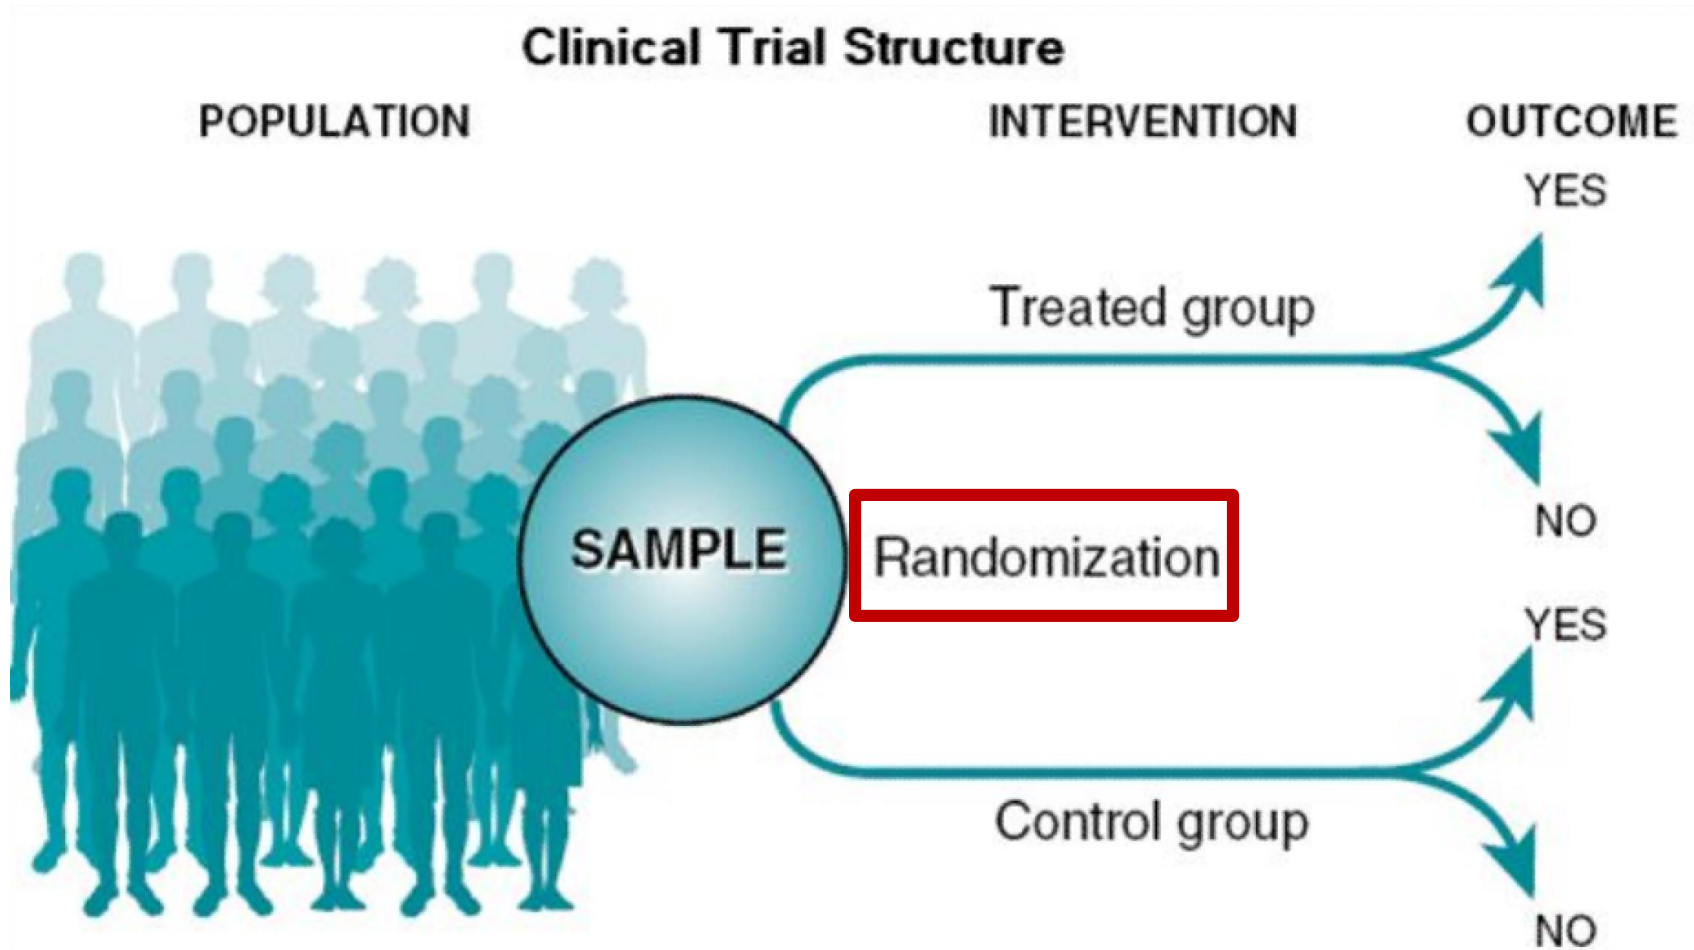 Clinical Trial Structure
POPULATION
INTERVENTION
OUTCOME
YES
Treated group
NO
SAMPLE
Randomization
YES
Control group
NO